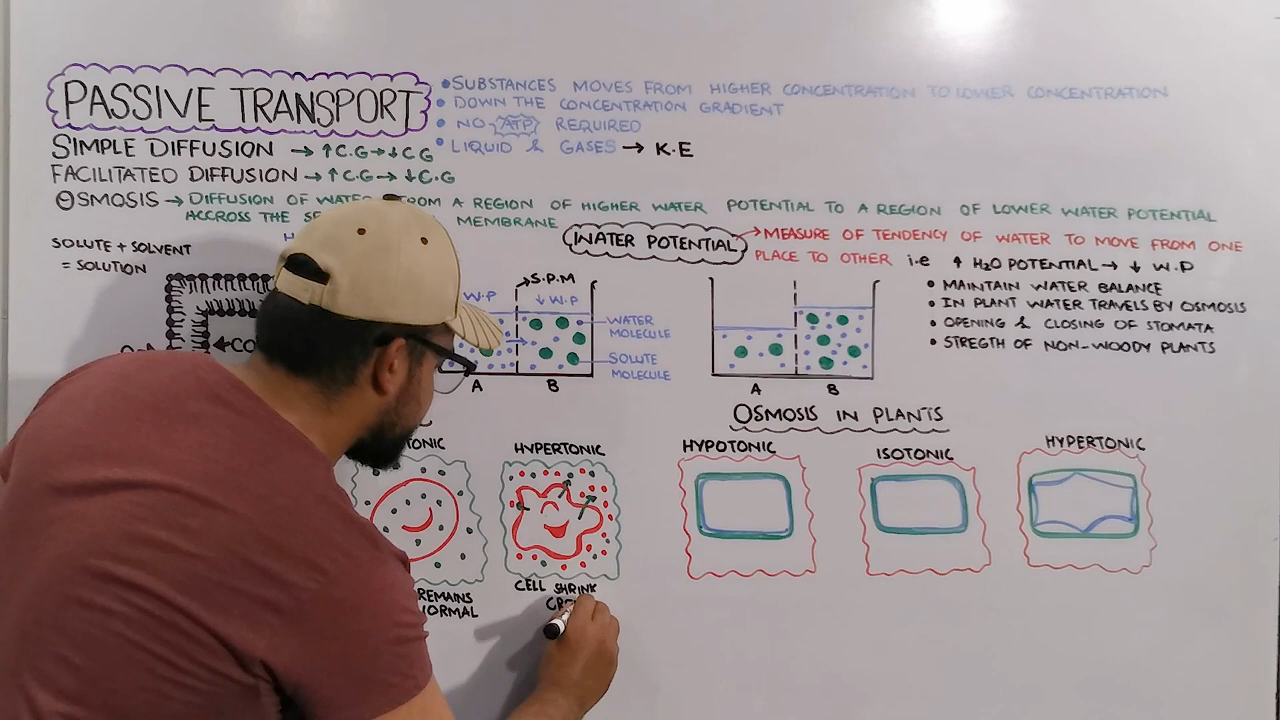 PASSIVE TRANSPORT
• SUBSTANCES MOVES FROM HIGHER CONCENTRATION TO LOWER CONCENTRATION
• DOWN THE CONCENTRATION GRADIENT
• NO ATP REQUIRED
• LIQUID & GASES → K.E
SIMPLE DIFFUSION → ↑C.G→↓CG
FACILITATED DIFFUSION → ↑C.G→ ↓C.G
OSMOSIS → DIFFUSION OF WATER FROM A REGION OF HIGHER WATER POTENTIAL TO A REGION OF LOWER WATER POTENTIAL
ACCROSS THE MEMBRANE
WATER POTENTIAL → MEASURE OF TENDENCY OF WATER TO MOVE FROM ONE
PLACE TO OTHER i.e ↑ H2O POTENTIAL → ↓ W.P
SOLUTE + SOLVENT
= SOLUTION
• MAINTAIN WATER BALANCE
• IN PLANT WATER TRAVELS BY OSMOSIS
• OPENING & CLOSING OF STOMATA
• STREGTH OF NON-WOODY PLANTS
S.P.M
W.P ↓ W.P
WATER
MOLECULE
SOLUTE
MOLECULE
A B
A B
OSMOSIS IN PLANTS
HYPERTONIC
HYPOTONIC
ISOTONIC
HYPERTONIC
REMAINS
NORMAL
CELL SHRINK